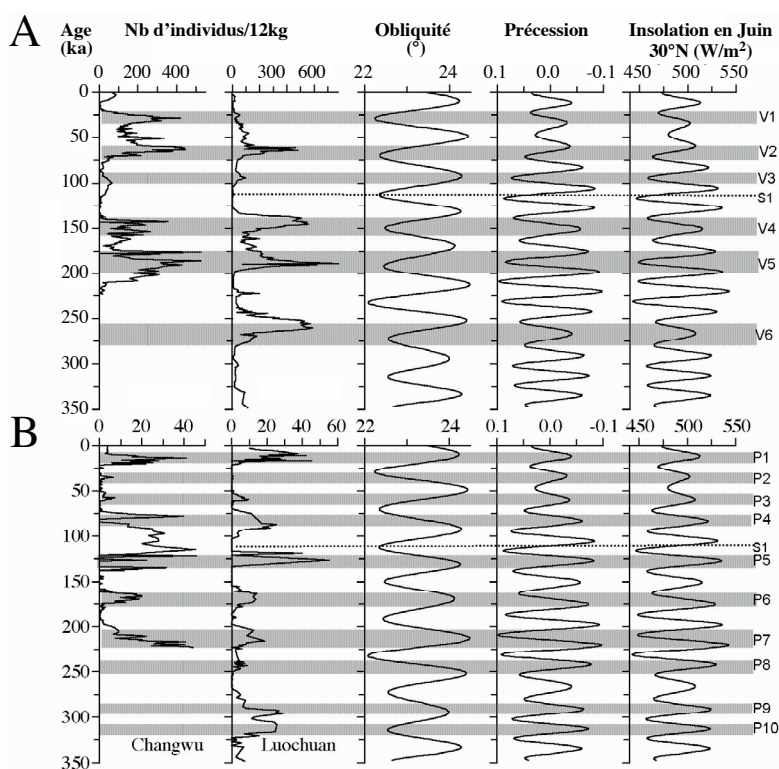 A
Age
(ka)
Nb d'individus/12kg
Obliquité
(°)
Précession
Insolation en Juin
30°N (W/m²)
0 200 400
0 300 600
22 24
0.1 0.0 -0.1
450 500 550
0
50
100
150
200
250
300
350
V1
V2
V3
S1
V4
V5
V6
B
0 20 40
0 20 40 60
22 24
0.1 0.0 -0.1
450 500 550
0
50
100
150
200
250
300
350
P1
P2
P3
P4
S1
P5
P6
P7
P8
P9
P10
Changwu
Luochuan